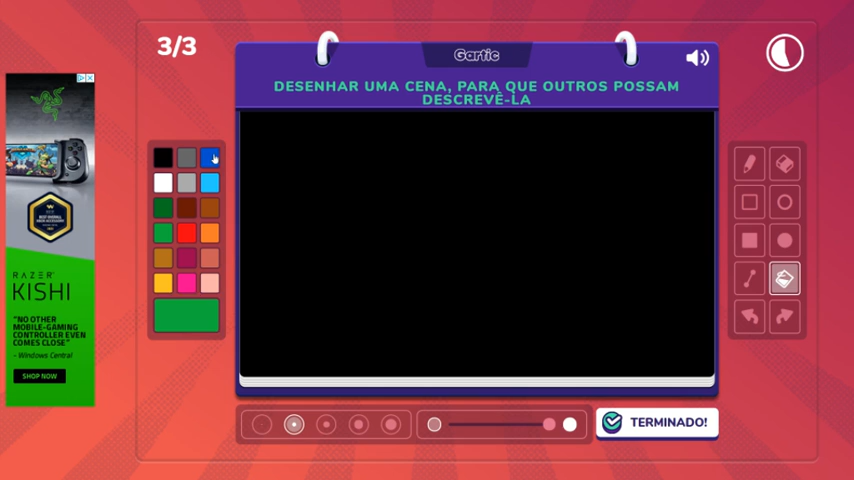 3/3
Gartic
DESENHAR UMA CENA, PARA QUE OUTROS POSSAM
DESCREVÊ-LA
RAZER
KISHI
"NO OTHER
MOBILE-GAMING
CONTROLLER EVEN
COMES CLOSE"
- Windows Central
SHOP NOW
TERMINADO!